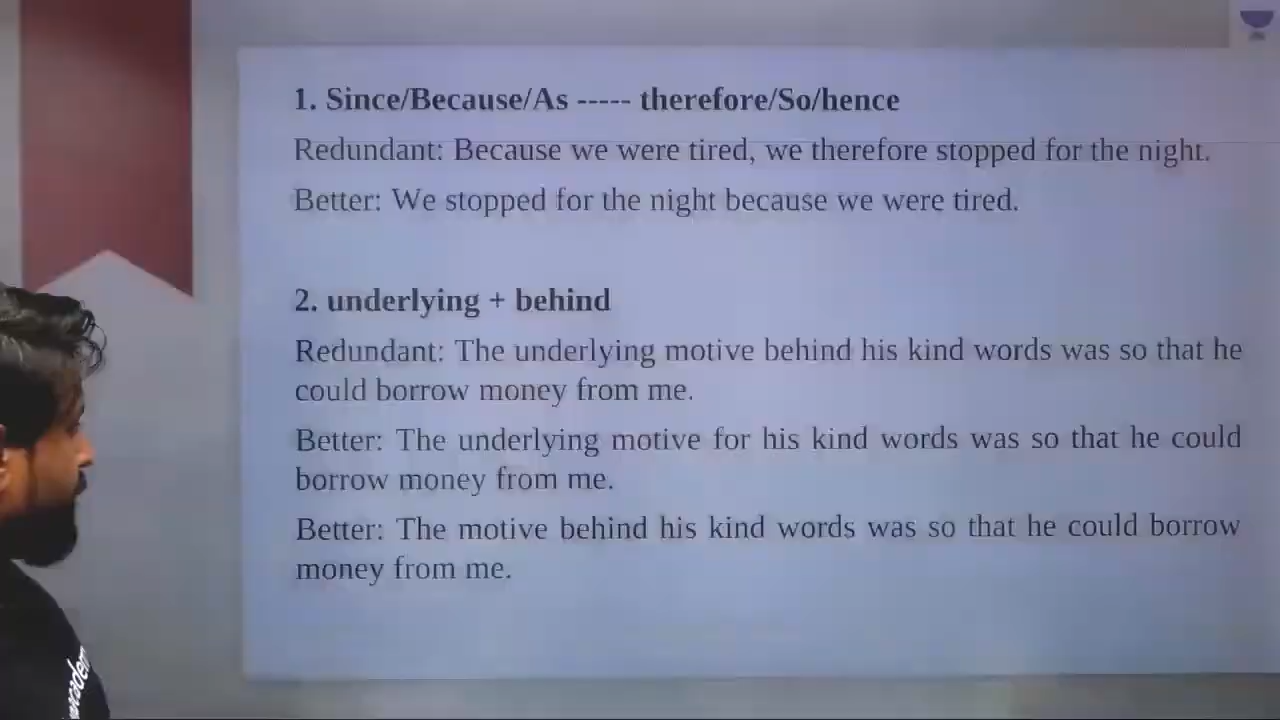 1. Since/Because/As ----- therefore/So/hence
Redundant: Because we were tired, we therefore stopped for the night.
Better: We stopped for the night because we were tired.
2. underlying + behind
Redundant: The underlying motive behind his kind words was so that he
could borrow money from me.
Better: The underlying motive for his kind words was so that he could
borrow money from me.
Better: The motive behind his kind words was so that he could borrow
money from me.